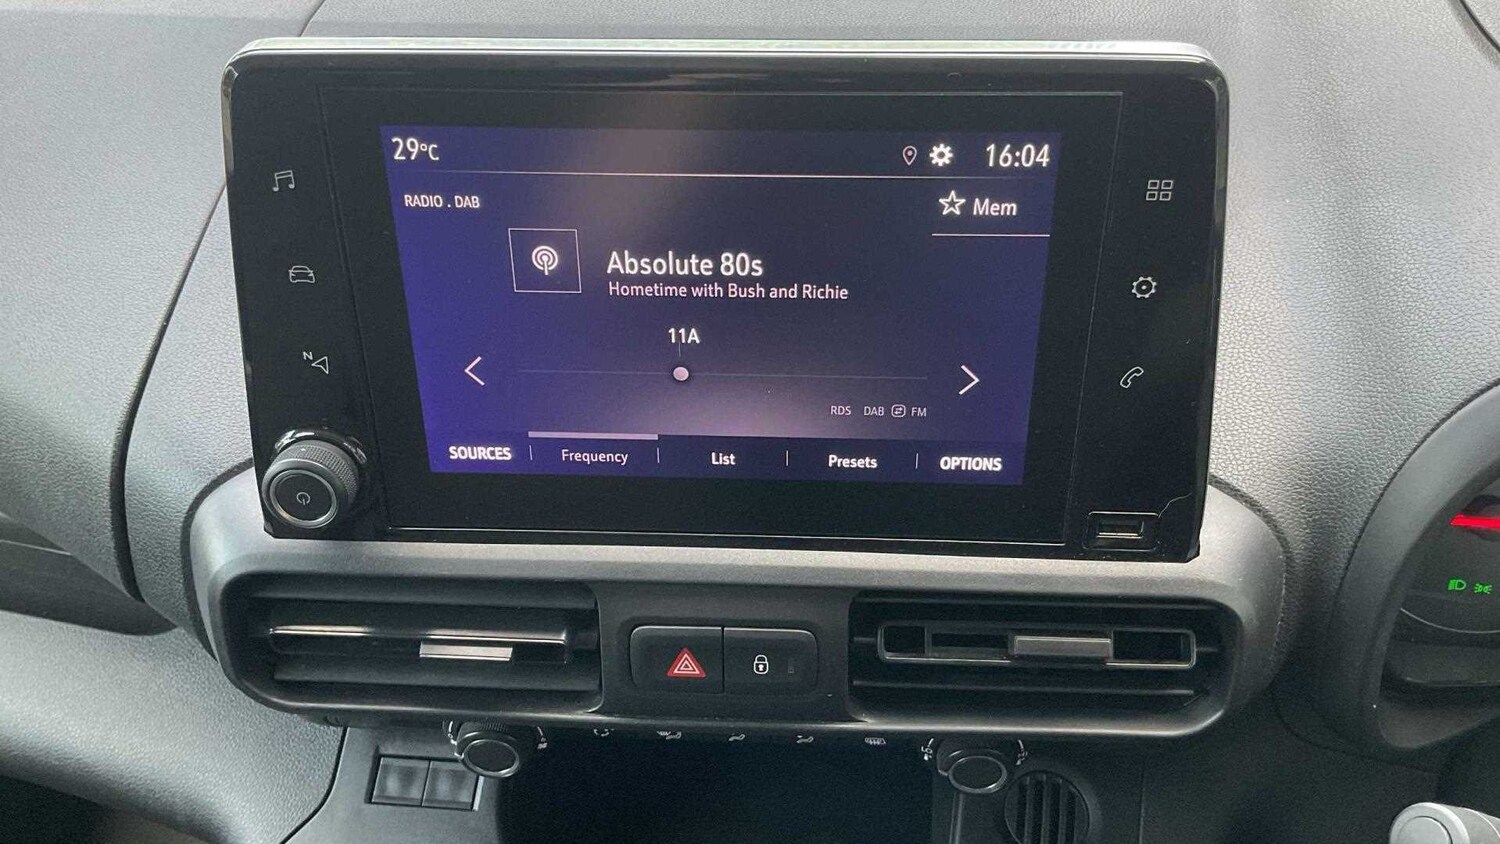 29°C
16:04
RADIO . DAB
Mem
Absolute 80s
Hometime with Bush and Richie
11A
N
RDS DAB FM
SOURCES
Frequency
List
Presets
OPTIONS